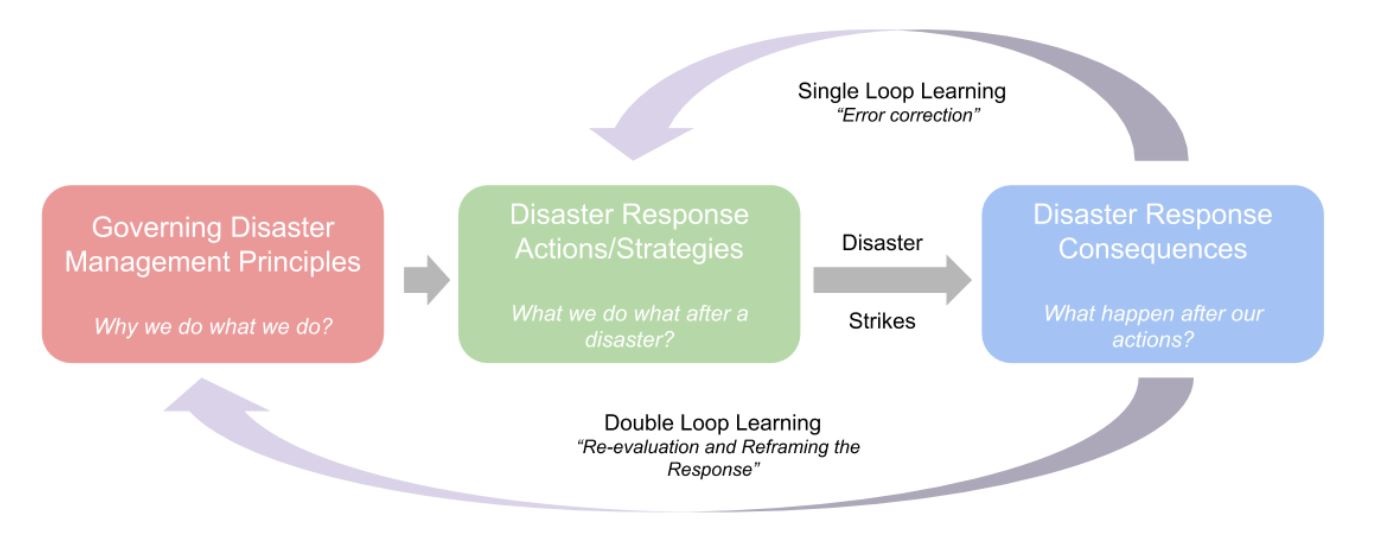 Single Loop Learning
“Error correction”
Governing Disaster
Management Principles
Why we do what we do?
Disaster Response
Actions/Strategies
What we do what after a
disaster?
Disaster
Strikes
Disaster Response
Consequences
What happen after our
actions?
Double Loop Learning
“Re-evaluation and Reframing the
Response”